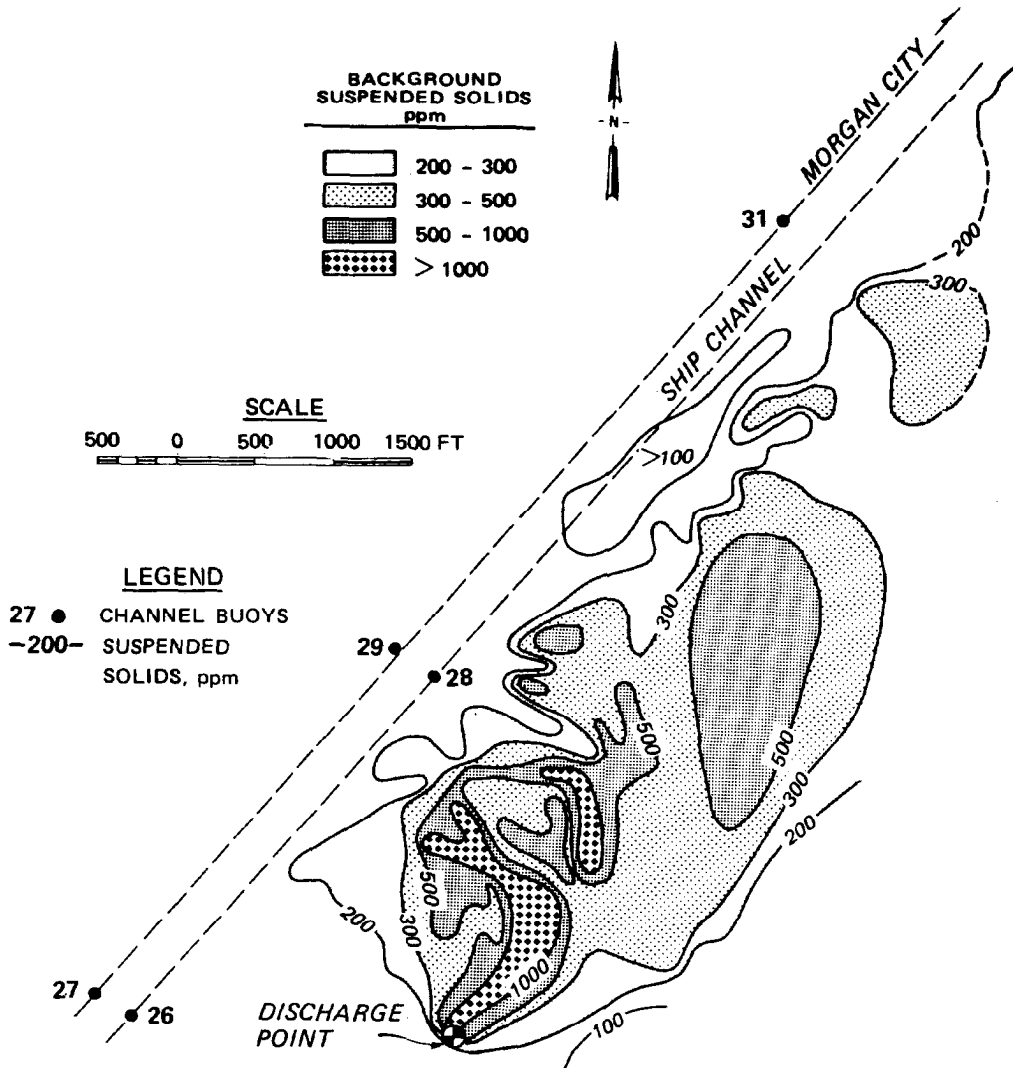 BACKGROUND
SUSPENDED SOLIDS
ppm
200 - 300
300 - 500
500 - 1000
> 1000
-N-
MORGAN CITY
31
SHIP CHANNEL
200
300
SCALE
500 0 500 1000 1500 FT
>100
LEGEND
27 ● CHANNEL BUOYS
-200- SUSPENDED
SOLIDS, ppm
29
28
300
500
500
300
200
500
200
300
1000
27
26
DISCHARGE
POINT
100